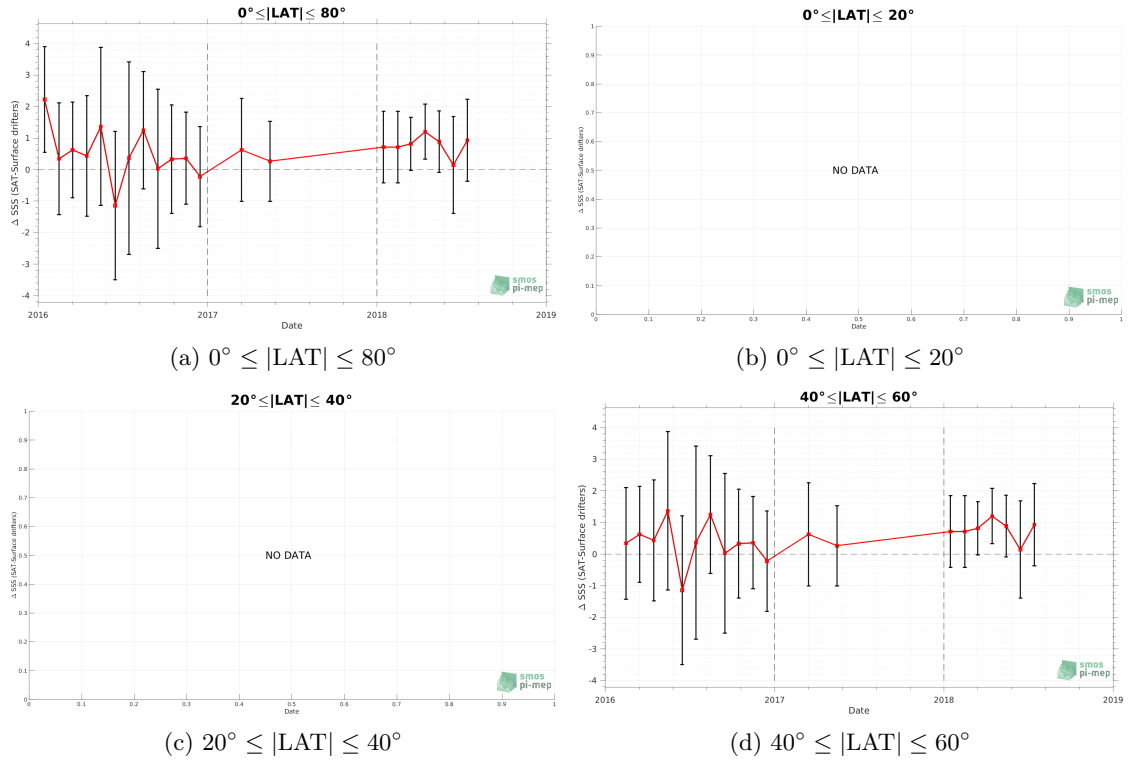 0°≤|LAT|≤ 80°
Δ SSS (SAT-Surface drifters)
4
3
2
1
0
-1
-2
-3
-4
2016
2017
2018
2019
Date
smos
pi-mep
(a) 0° ≤ |LAT| ≤ 80°
0°≤|LAT|≤ 20°
Δ SSS (SAT-Surface drifters)
1
0.9
0.8
0.7
0.6
0.5
0.4
0.3
0.2
0.1
0
NO DATA
0
0.1
0.2
0.3
0.4
0.5
0.6
0.7
0.8
0.9
1
Date
smos
pi-mep
(b) 0° ≤ |LAT| ≤ 20°
20°≤|LAT|≤ 40°
Δ SSS (SAT-Surface drifters)
1
0.9
0.8
0.7
0.6
0.5
0.4
0.3
0.2
0.1
0
NO DATA
0
0.1
0.2
0.3
0.4
0.5
0.6
0.7
0.8
0.9
1
Date
smos
pi-mep
(c) 20° ≤ |LAT| ≤ 40°
40°≤|LAT|≤ 60°
Δ SSS (SAT-Surface drifters)
4
3
2
1
0
-1
-2
-3
-4
2016
2017
2018
2019
Date
smos
pi-mep
(d) 40° ≤ |LAT| ≤ 60°